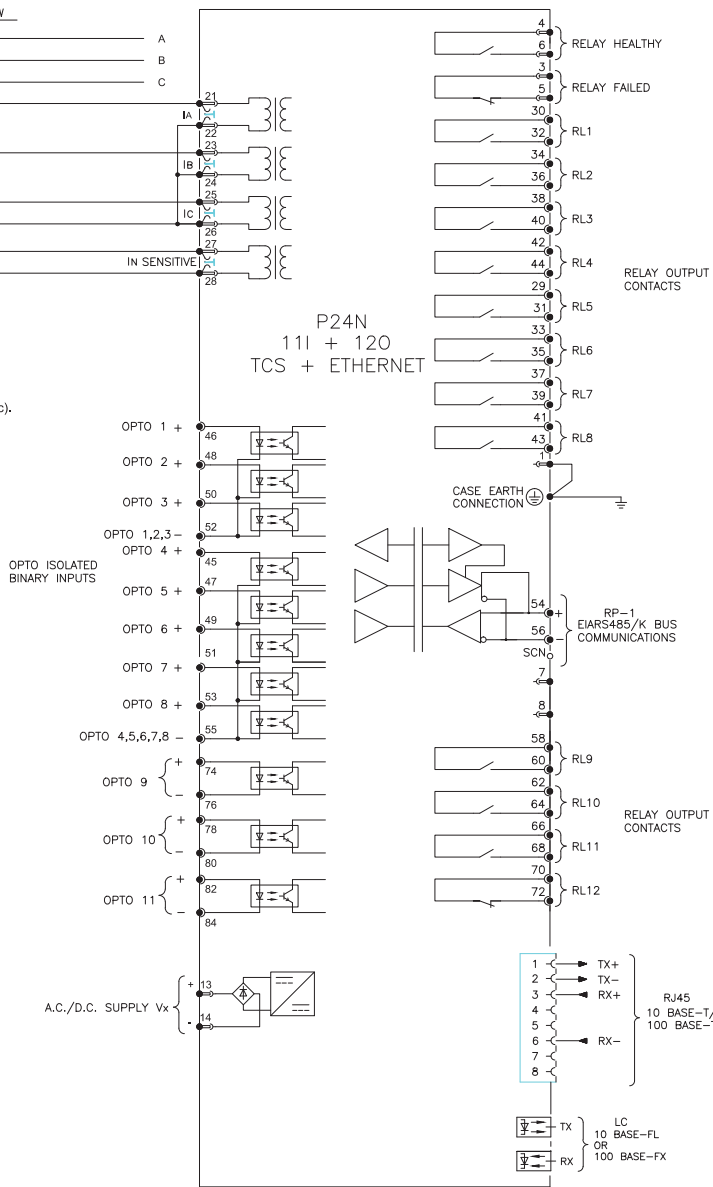 W
A
B
C
21
IA
22
23
IB
24
25
IC
26
27
IN SENSITIVE
28
c).
P24N
11I + 12O
TCS + ETHERNET
4
6
RELAY HEALTHY
3
5
RELAY FAILED
30
32
RL1
34
36
RL2
38
40
RL3
42
44
RL4
29
31
RL5
33
35
RL6
37
39
RL7
41
43
RL8
RELAY OUTPUT
CONTACTS
1
CASE EARTH
CONNECTION
OPTO 1 +
46
OPTO 2 +
48
OPTO 3 +
50
OPTO 1,2,3 -
52
OPTO 4 +
45
OPTO 5 +
47
OPTO 6 +
49
OPTO 7 +
51
OPTO 8 +
53
OPTO 4,5,6,7,8 -
55
OPTO ISOLATED
BINARY INPUTS
+
74
OPTO 9
-
76
+
78
OPTO 10
-
80
+
82
OPTO 11
-
84
54
+
56
-
SCN
RP-1
EIARS485/K BUS
COMMUNICATIONS
7
8
58
60
RL9
62
64
RL10
66
68
RL11
70
72
RL12
RELAY OUTPUT
CONTACTS
+ 13
A.C./D.C. SUPPLY Vx
- 14
1 TX+
2 TX-
3 RX+
4
5
6 RX-
7
8
RJ45
10 BASE-T/
100 BASE-T
TX
RX
LC
10 BASE-FL
OR
100 BASE-FX